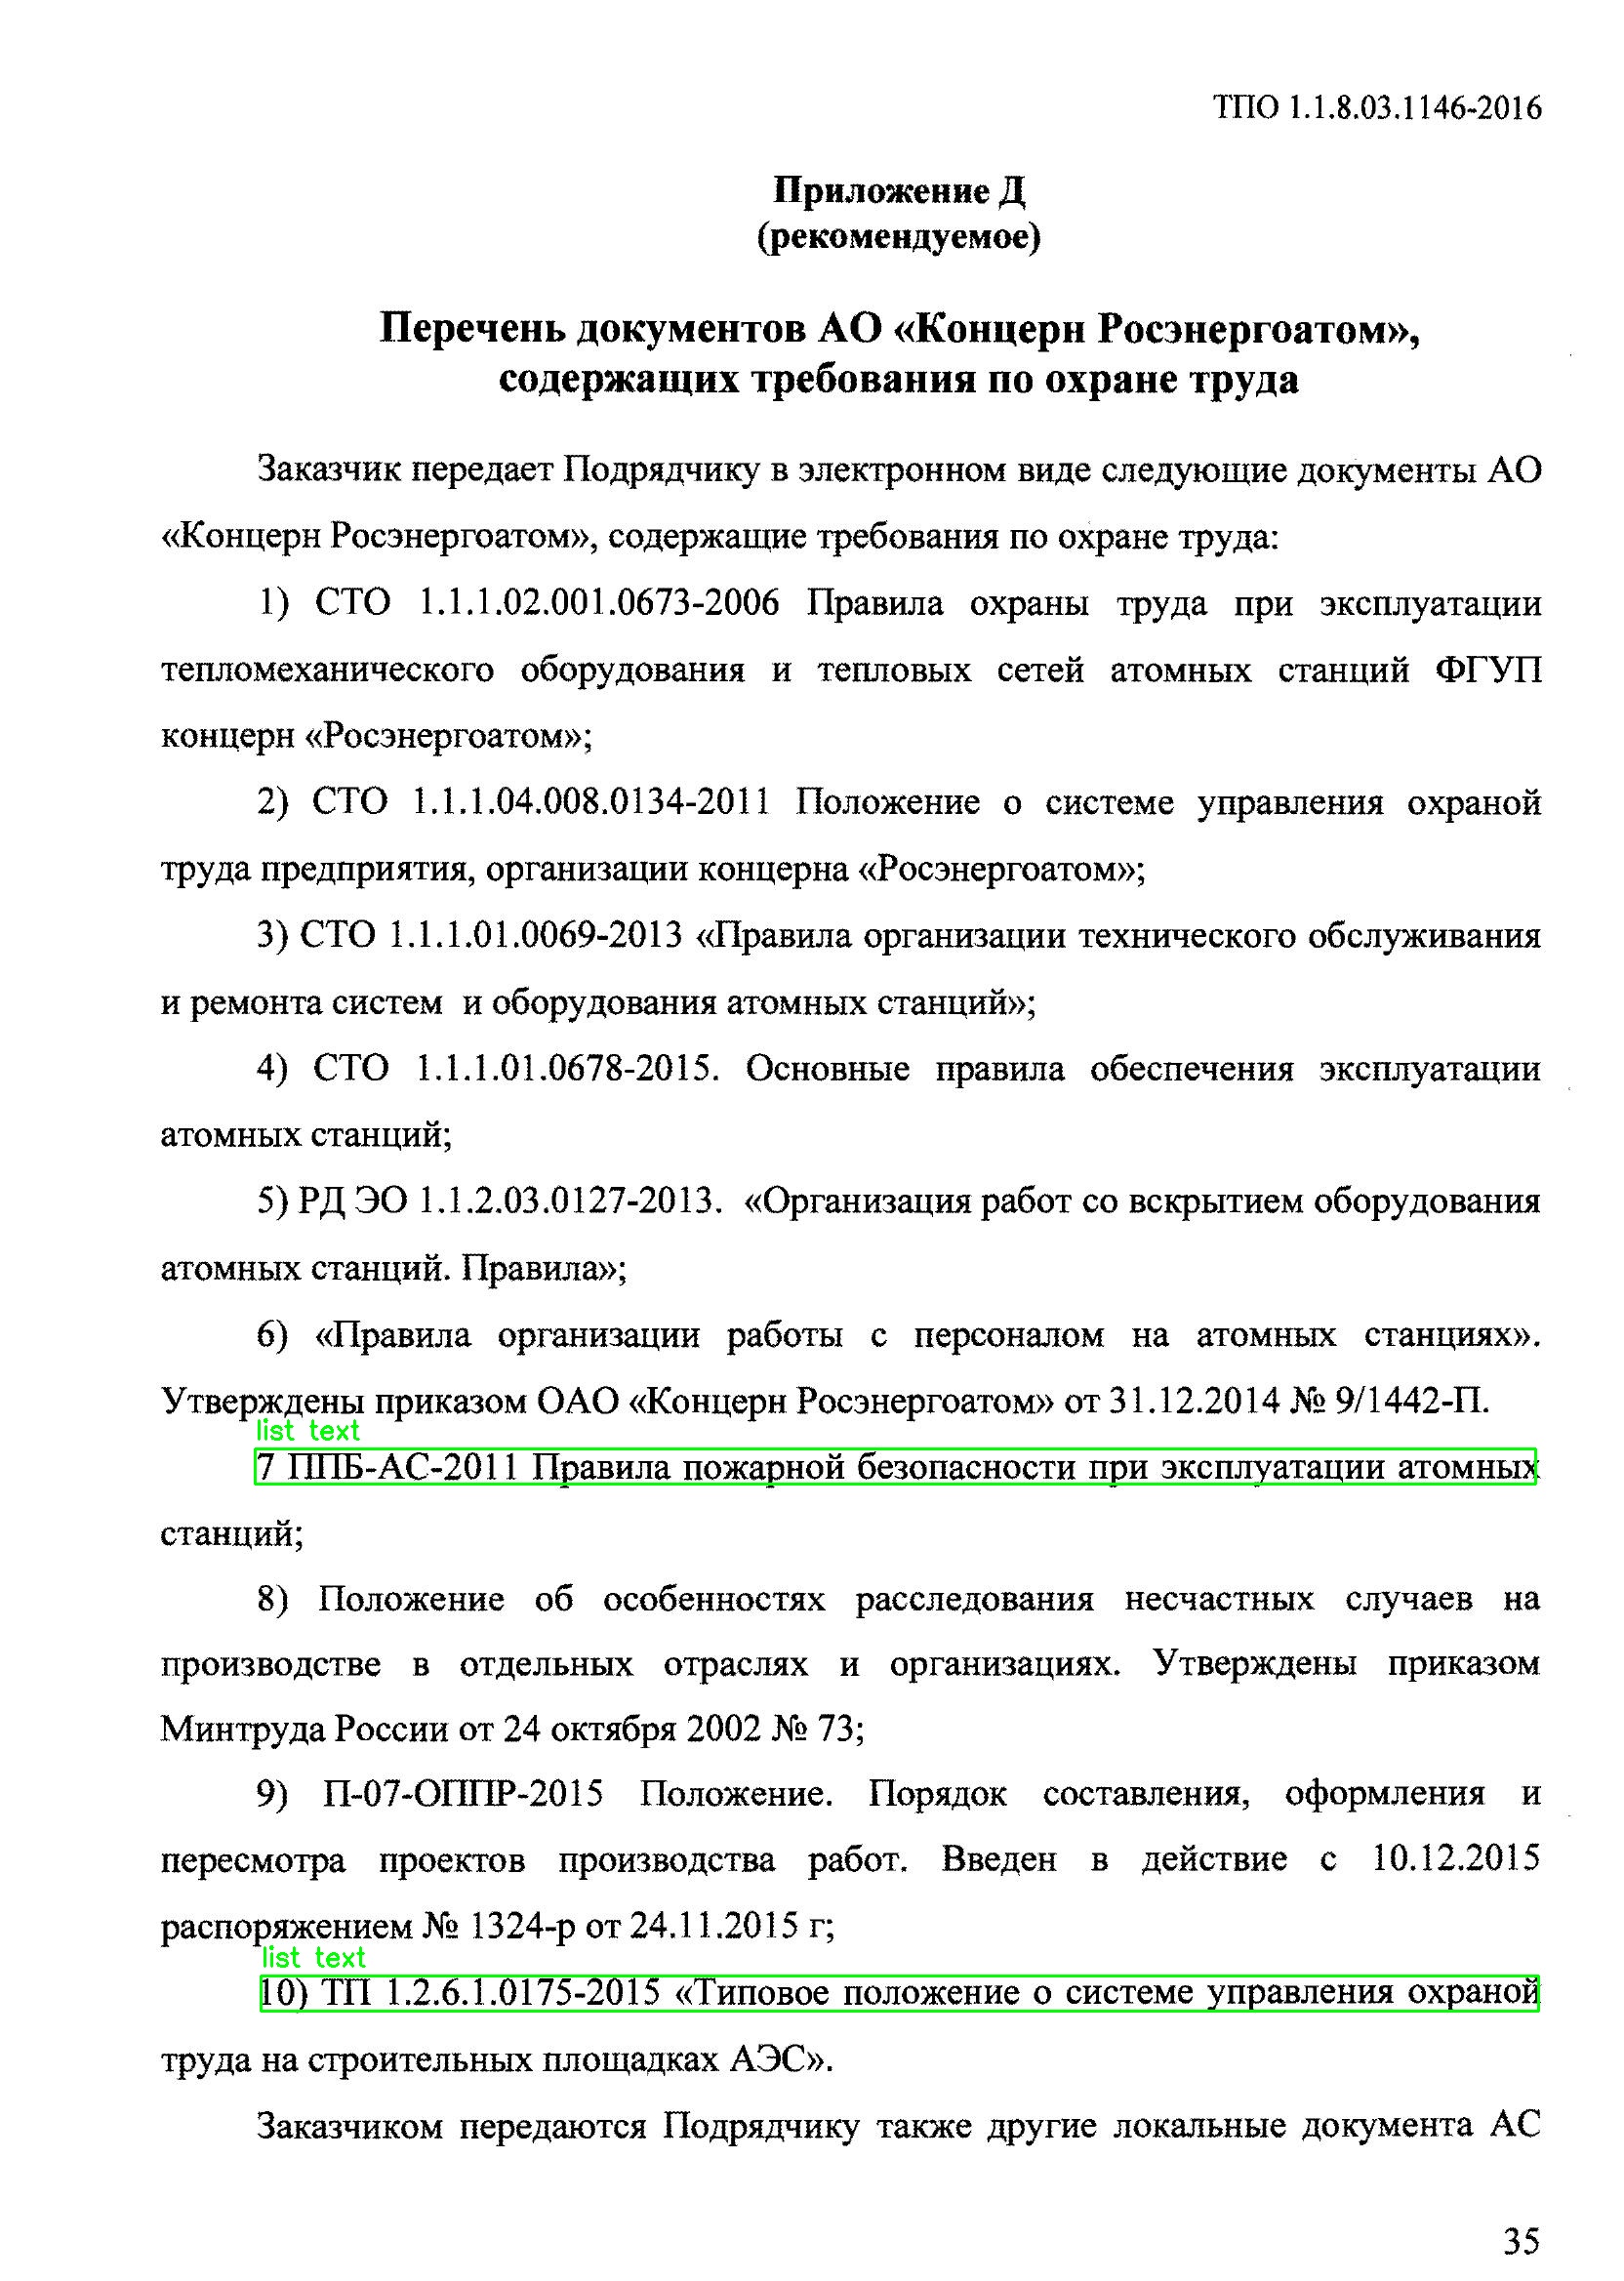 ТПО 1.1.8.03.1146-2016
Приложение Д
(рекомендуемое)
Перечень документов АО «Концерн Росэнергоатом»,
содержащих требования по охране труда
Заказчик передает Подрядчику в электронном виде следующие документы АО
«Концерн Росэнергоатом», содержащие требования по охране труда:
1) СТО 1.1.1.02.001.0673-2006 Правила охраны труда при эксплуатации
тепломеханического оборудования и тепловых сетей атомных станций ФГУП
концерн «Росэнергоатом»;
2) СТО 1.1.1.04.008.0134-2011 Положение о системе управления охраной
труда предприятия, организации концерна «Росэнергоатом»;
3) СТО 1.1.1.01.0069-2013 «Правила организации технического обслуживания
и ремонта систем и оборудования атомных станций»;
4) СТО 1.1.1.01.0678-2015. Основные правила обеспечения эксплуатации
атомных станций;
5) РД ЭО 1.1.2.03.0127-2013. «Организация работ со вскрытием оборудования
атомных станций. Правила»;
6) «Правила организации работы с персоналом на атомных станциях».
Утверждены приказом ОАО «Концерн Росэнергоатом» от 31.12.2014 № 9/1442-П.
list text
7 ППБ-АС-2011 Правила пожарной безопасности при эксплуатации атомных
станций;
8) Положение об особенностях расследования несчастных случаев на
производстве в отдельных отраслях и организациях. Утверждены приказом
Минтруда России от 24 октября 2002 № 73;
9) П-07-ОППР-2015 Положение. Порядок составления, оформления и
пересмотра проектов производства работ. Введен в действие с 10.12.2015
распоряжением № 1324-р от 24.11.2015 г;
list text
10) ТП 1.2.6.1.0175-2015 «Типовое положение о системе управления охраной
труда на строительных площадках АЭС».
Заказчиком передаются Подрядчику также другие локальные документа АС
35